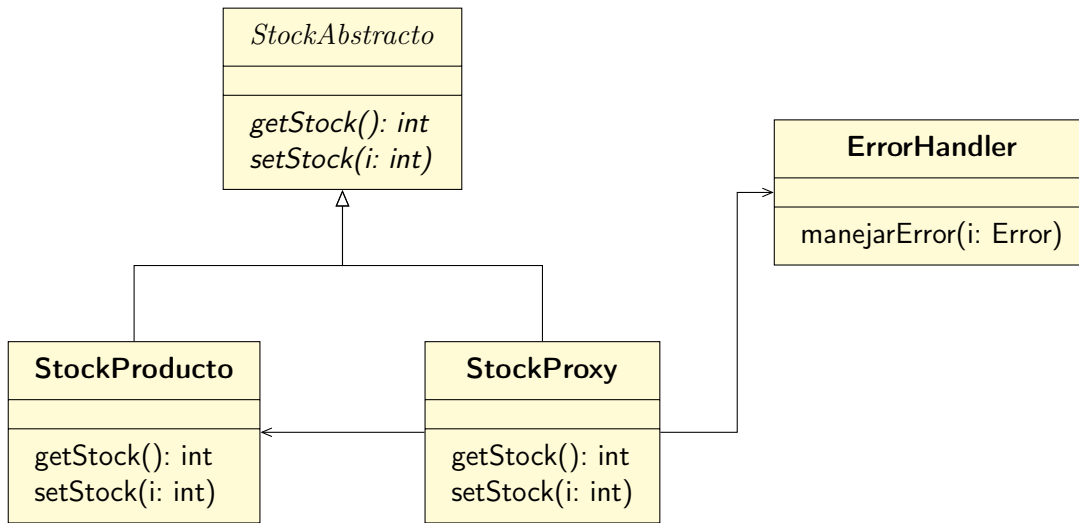 StockAbstracto
getStock(): int
setStock(i: int)
ErrorHandler
manejarError(i: Error)
StockProducto
getStock(): int
setStock(i: int)
StockProxy
getStock(): int
setStock(i: int)